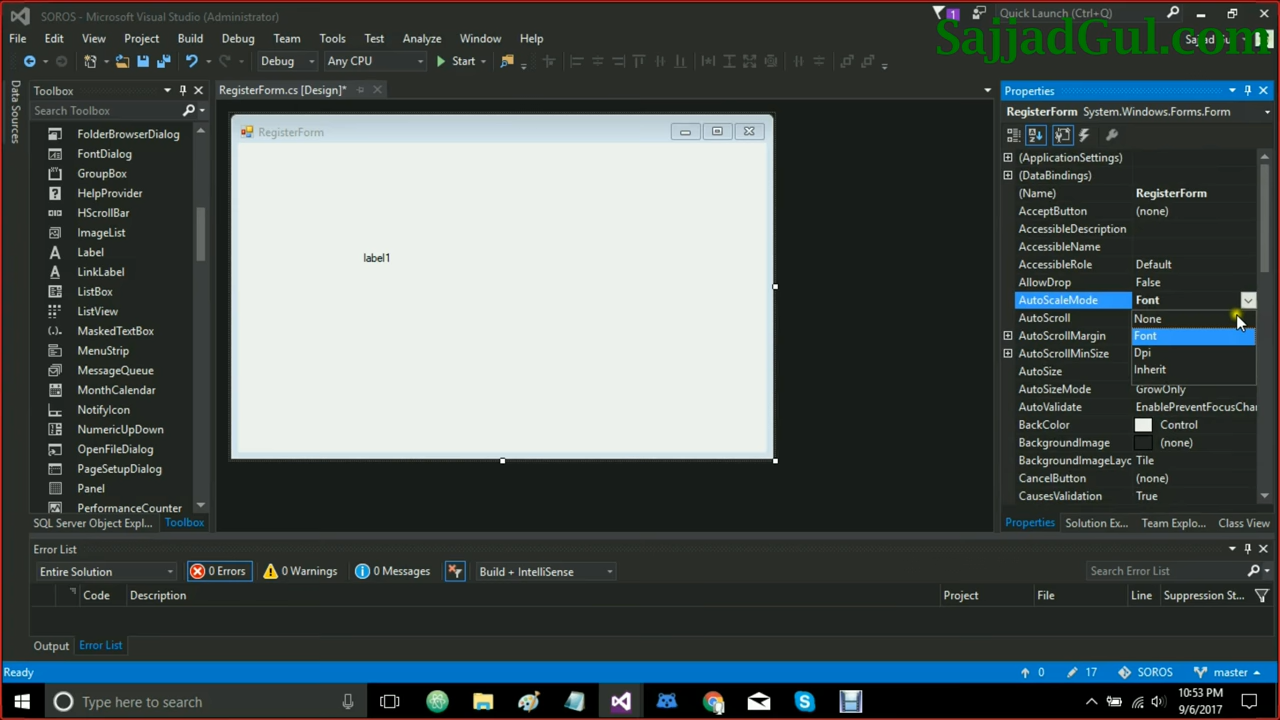 SOROS - Microsoft Visual Studio (Administrator)
1
Quick Launch (Ctrl+Q)
SajjadGul.com
File Edit View Project Build Debug Team Tools Test Analyze Window Help
Debug Any CPU Start
Data Sources
Toolbox
Search Toolbox
FolderBrowserDialog
FontDialog
GroupBox
HelpProvider
HScrollBar
ImageList
Label
LinkLabel
ListBox
ListView
MaskedTextBox
MenuStrip
MessageQueue
MonthCalendar
NotifyIcon
NumericUpDown
OpenFileDialog
PageSetupDialog
Panel
PerformanceCounter
SQL Server Object Expl... Toolbox
RegisterForm.cs [Design]*
RegisterForm
label1
Properties
RegisterForm System.Windows.Forms.Form
(ApplicationSettings)
(DataBindings)
(Name) RegisterForm
AcceptButton (none)
AccessibleDescription
AccessibleName
AccessibleRole Default
AllowDrop False
AutoScaleMode Font
AutoScroll None
AutoScrollMargin Font
AutoScrollMinSize Dpi
AutoSize Inherit
AutoSizeMode GrowOnly
AutoValidate EnablePreventFocusChar
BackColor Control
BackgroundImage (none)
BackgroundImageLayc Tile
CancelButton (none)
CausesValidation True
Properties Solution Ex... Team Explo... Class View
Error List
Entire Solution 0 Errors 0 Warnings 0 Messages Build + IntelliSense Search Error List
Code Description Project File Line Suppression St...
Output Error List
Ready 0 17 SOROS master
Type here to search
10:53 PM
9/6/2017